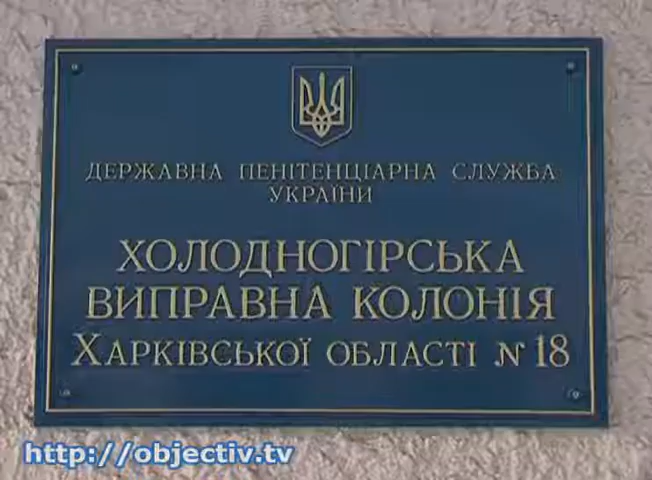 ДЕРЖАВНА ПЕНІТЕНЦІАРНА СЛУЖБА
УКРАЇНИ
ХОЛОДНОГІРСЬКА
ВИПРАВНА КОЛОНІЯ
ХАРКІВСЬКОЇ ОБЛАСТІ № 18
http://objectiv.tv